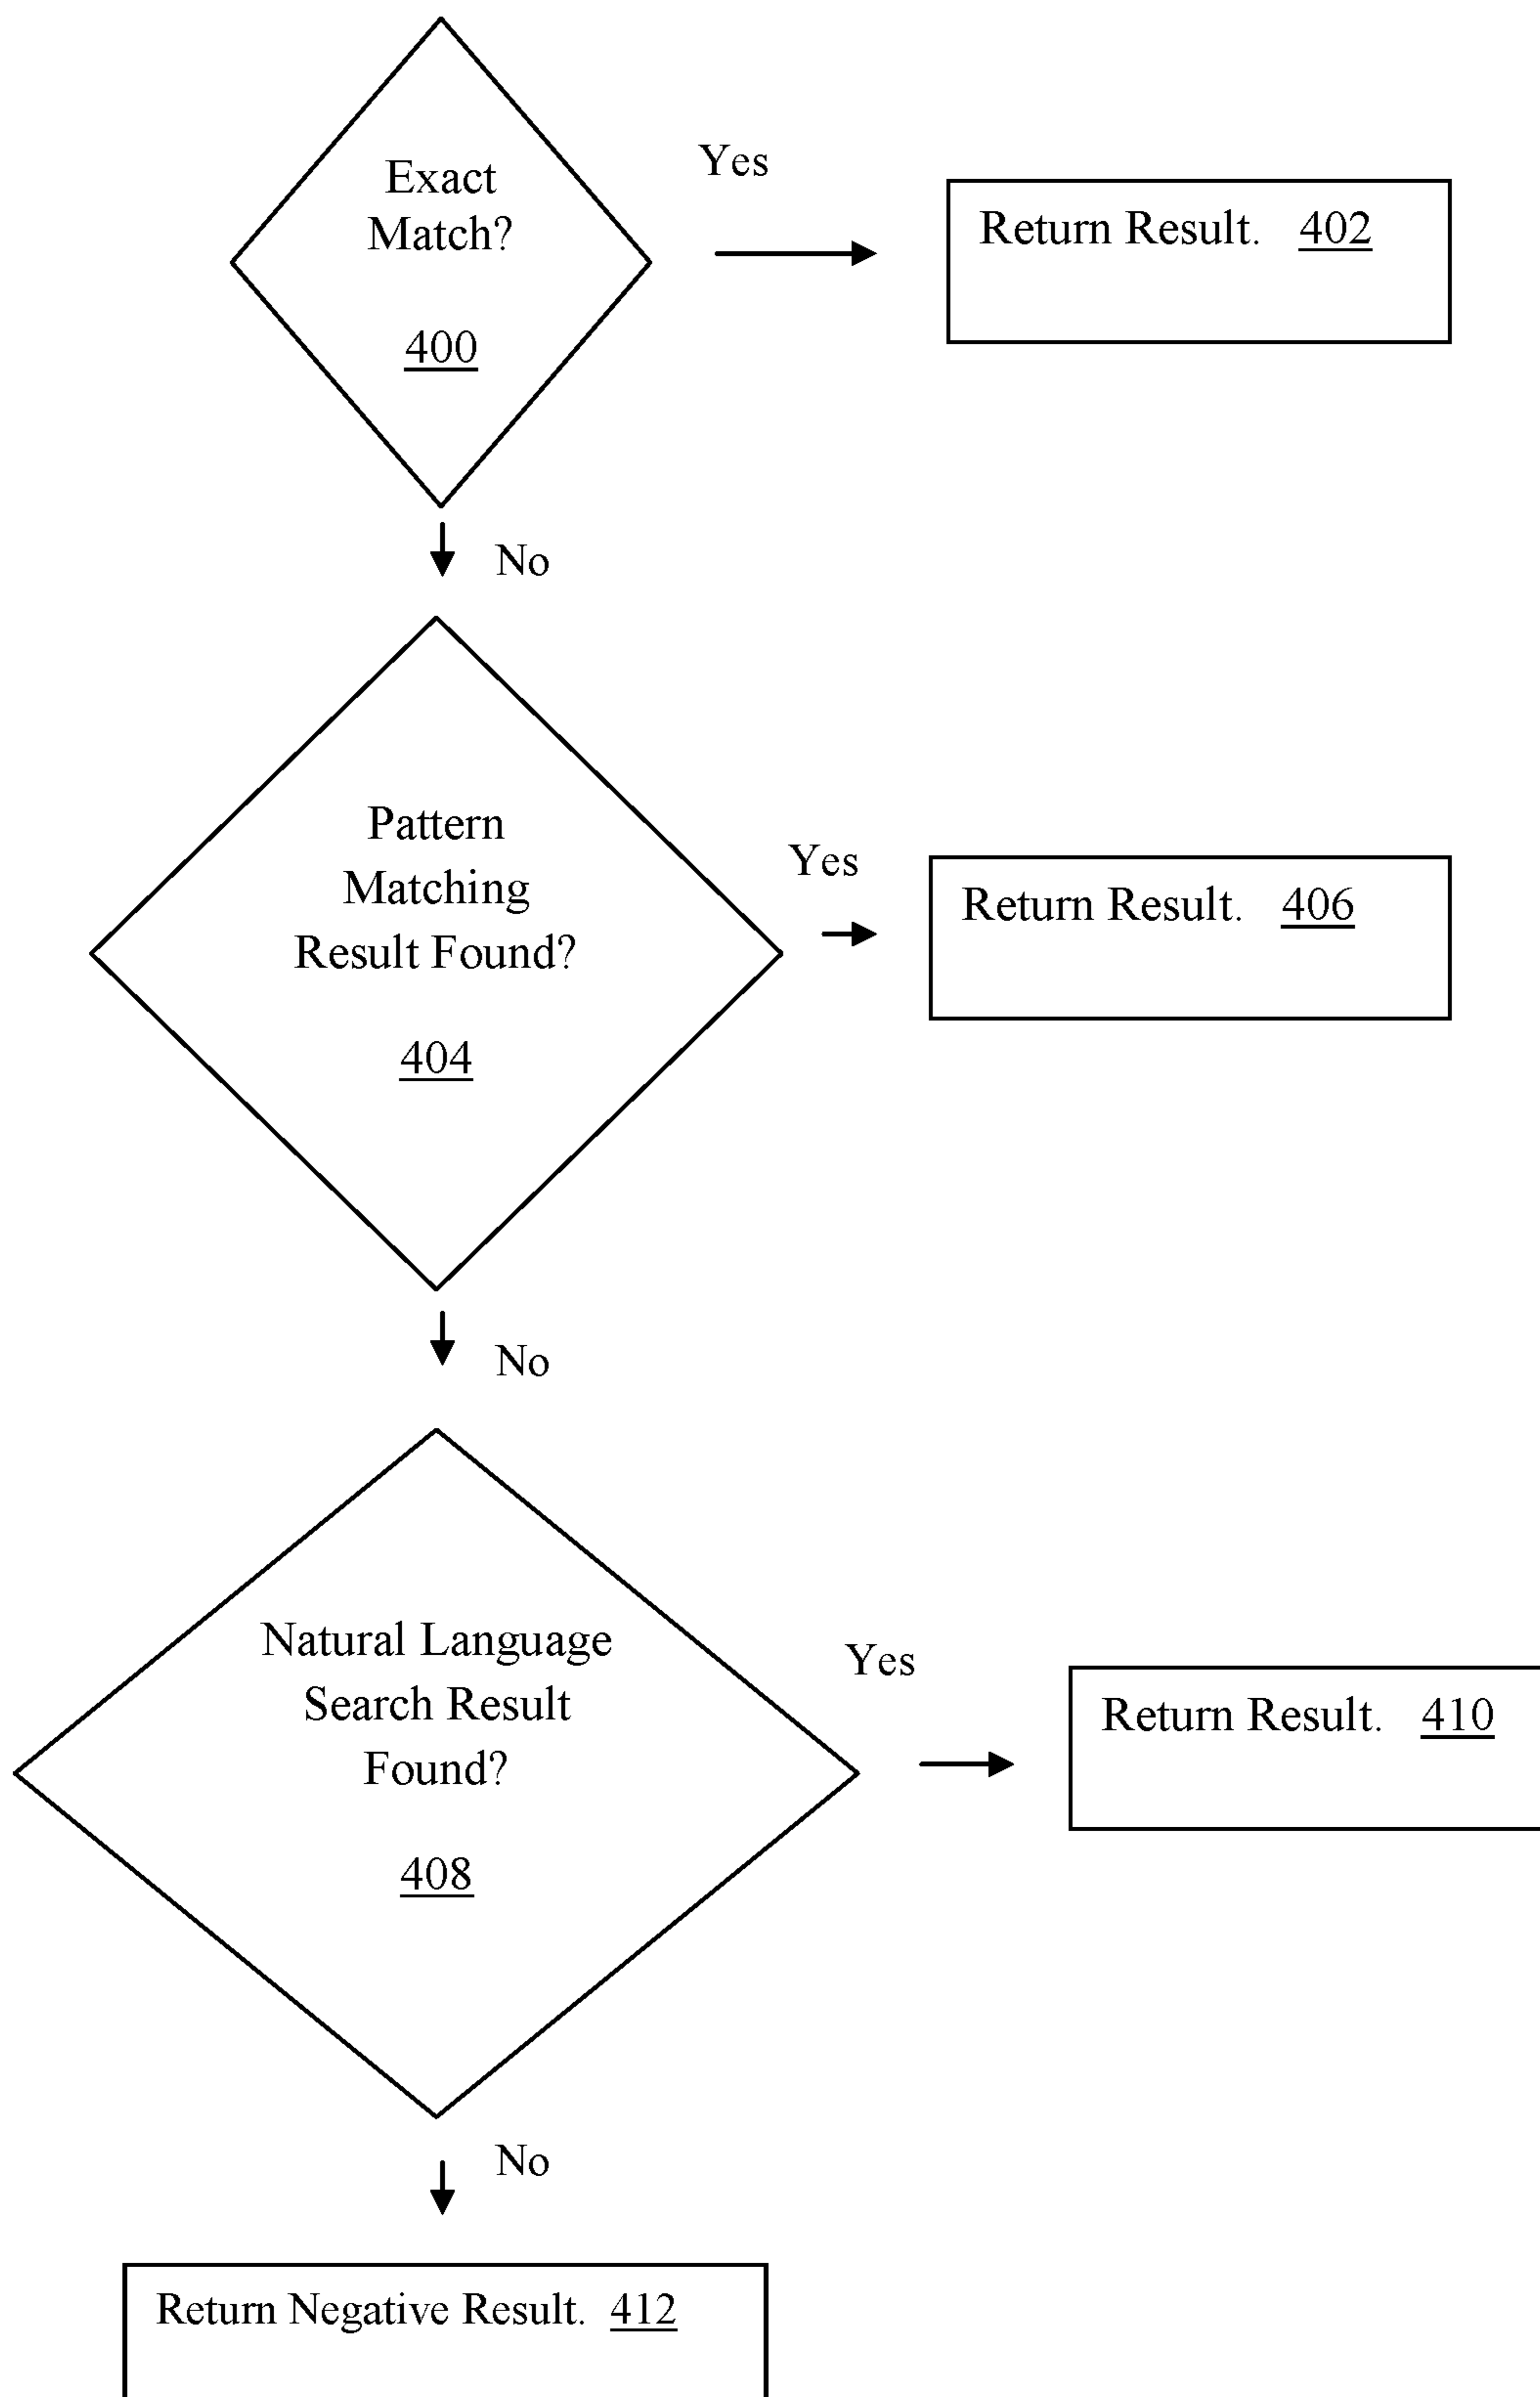 Exact
Match?
400
Yes
Return Result. 402
No
Pattern
Matching
Result Found?
404
Yes
Return Result. 406
No
Natural Language
Search Result
Found?
408
Yes
Return Result. 410
No
Return Negative Result. 412